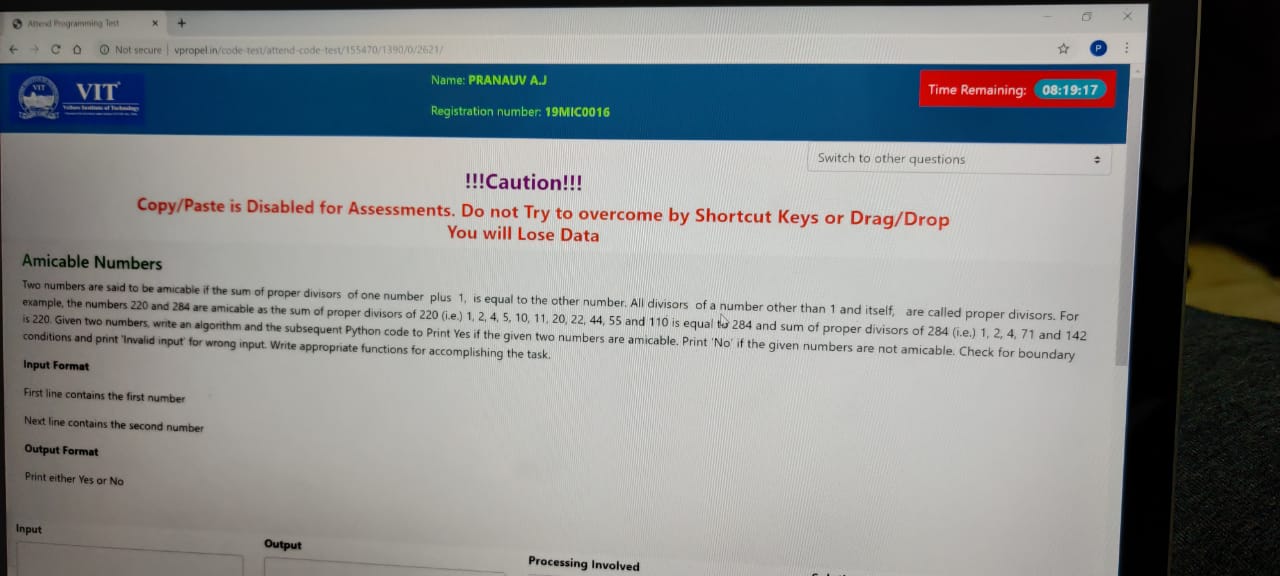 Attend Programming Test
Not secure | vpropel.in/code-test/attend-code-test/155470/1390/0/2621/
P
VIT
VIT
Vellore Institute of Technology
Name: PRANAUV A.J
Registration number: 19MIC0016
Time Remaining: 08:19:17
Switch to other questions
!!!Caution!!!
Copy/Paste is Disabled for Assessments. Do not Try to overcome by Shortcut Keys or Drag/Drop
You will Lose Data
Amicable Numbers
Two numbers are said to be amicable if the sum of proper divisors of one number plus 1, is equal to the other number. All divisors of a number other than 1 and itself, are called proper divisors. For
example, the numbers 220 and 284 are amicable as the sum of proper divisors of 220 (i.e.) 1, 2, 4, 5, 10, 11, 20, 22, 44, 55 and 110 is equal to 284 and sum of proper divisors of 284 (i.e.) 1, 2, 4, 71 and 142
is 220. Given two numbers, write an algorithm and the subsequent Python code to Print Yes if the given two numbers are amicable. Print 'No' if the given numbers are not amicable. Check for boundary
conditions and print 'Invalid input' for wrong input. Write appropriate functions for accomplishing the task.
Input Format
First line contains the first number
Next line contains the second number
Output Format
Print either Yes or No
Input
Output
Processing Involved